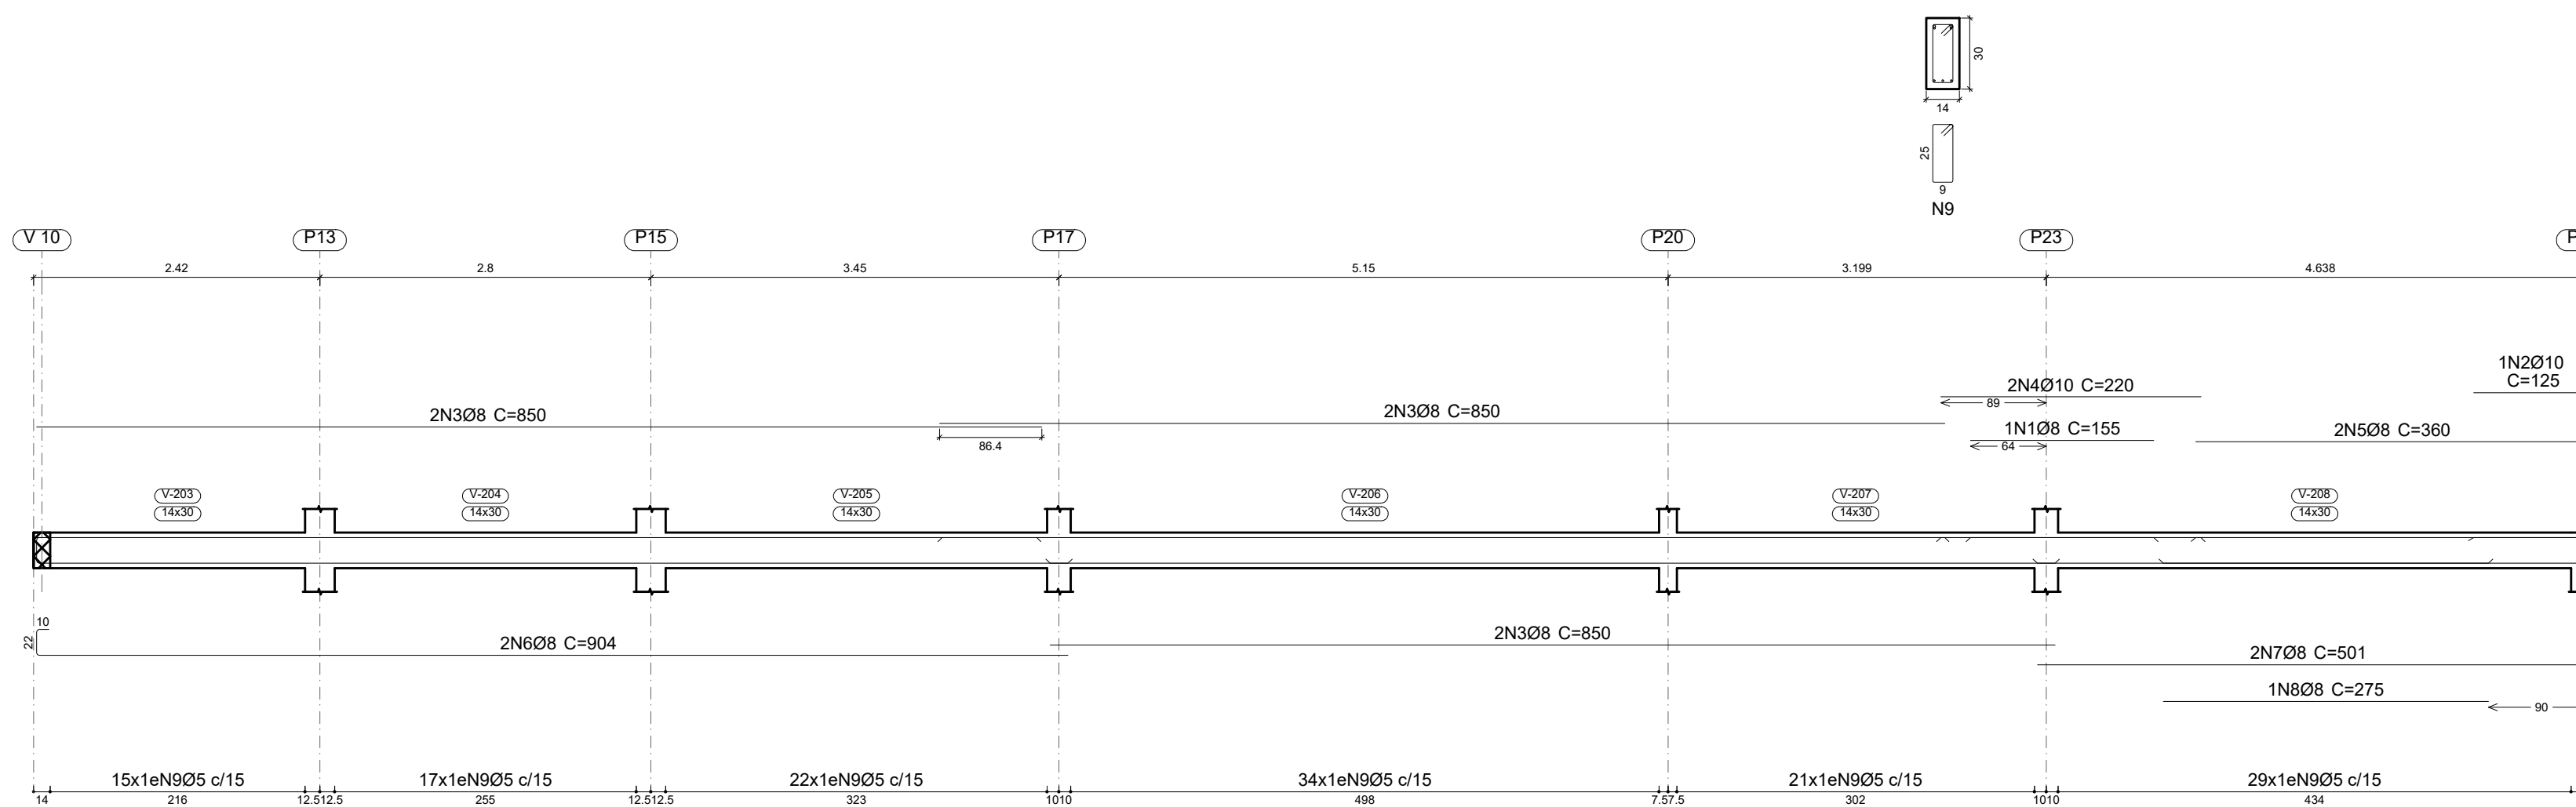 30
14
25
9
N9
V 10
P13
P15
P17
P20
P23
P
2.42
2.8
3.45
5.15
3.199
4.638
1N2Ø10
C=125
2N4Ø10 C=220
89
2N3Ø8 C=850
2N3Ø8 C=850
86.4
1N1Ø8 C=155
64
2N5Ø8 C=360
V-203
V-204
V-205
V-206
V-207
V-208
14x30
14x30
14x30
14x30
14x30
14x30
10
22
2N6Ø8 C=904
2N3Ø8 C=850
2N7Ø8 C=501
1N8Ø8 C=275
90
15x1eN9Ø5 c/15
17x1eN9Ø5 c/15
22x1eN9Ø5 c/15
34x1eN9Ø5 c/15
21x1eN9Ø5 c/15
29x1eN9Ø5 c/15
14
216
12.512.5
255
12.512.5
323
1010
498
7.57.5
302
1010
434